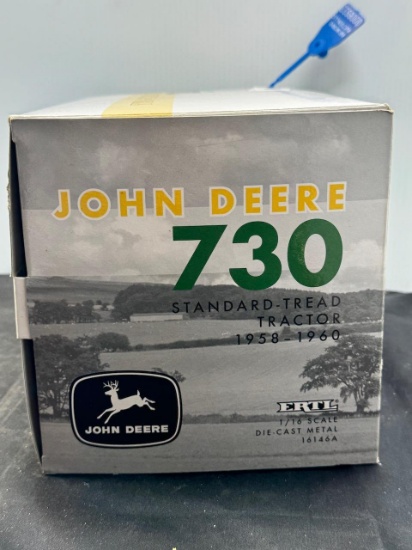 JOHN DEERE
730
STANDARD-TREAD
TRACTOR
1958-1960
JOHN DEERE
ERTL
1/16 SCALE
DIE-CAST METAL
16146A